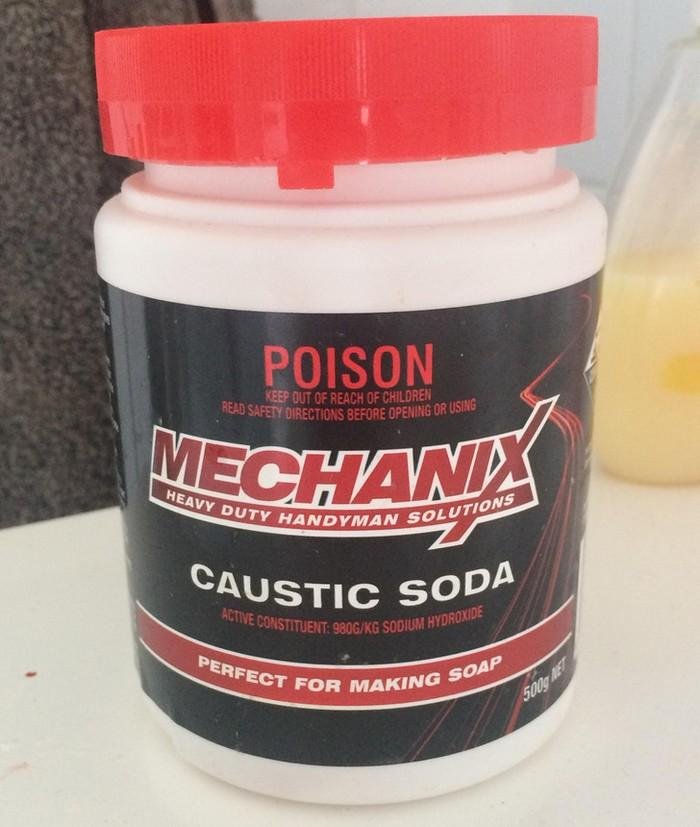 POISON
KEEP OUT OF REACH OF CHILDREN
READ SAFETY DIRECTIONS BEFORE OPENING OR USING
MECHANIX
HEAVY DUTY HANDYMAN SOLUTIONS
CAUSTIC SODA
ACTIVE CONSTITUENT: 980G/KG SODIUM HYDROXIDE
PERFECT FOR MAKING SOAP
500g NET